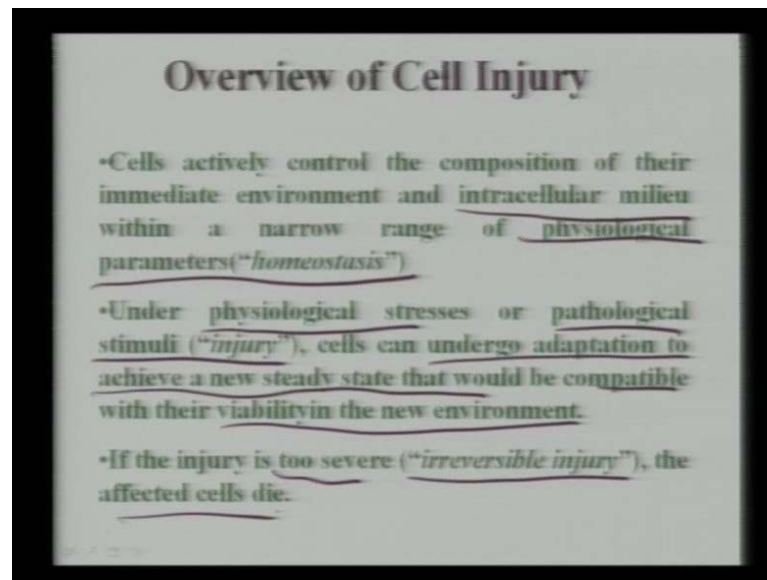 Overview of Cell Injury
•Cells actively control the composition of their
immediate environment and intracellular milieu
within a narrow range of physiological
parameters(“homeostasis”)
•Under physiological stresses or pathological
stimuli (“injury”), cells can undergo adaptation to
achieve a new steady state that would be compatible
with their viabilityin the new environment.
•If the injury is too severe (“irreversible injury”), the
affected cells die.